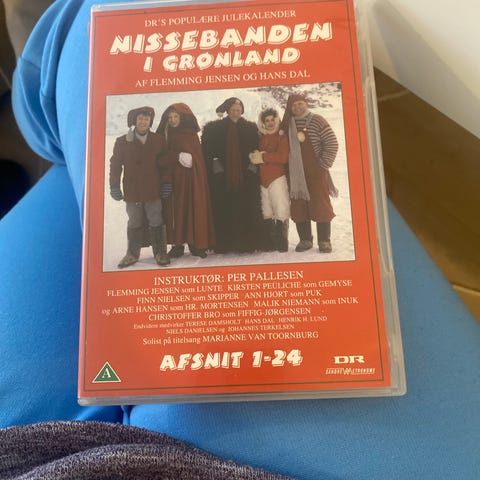 DR'S POPULÆRE JULEKALENDER
NISSEBANDEN
I GRØNLAND
AF FLEMMING JENSEN OG HANS DAL
INSTRUKTØR: PER PALLESEN
FLEMMING JENSEN som LUNTE KIRSTEN PEÜLICHE som GEMYSE
FINN NIELSEN som SKIPPER ANN HJORT som PUK
og ARNE HANSEN som HR. MORTENSEN MALIK NIEMANN som INUK
CHRISTOFFER BRO som FIFFIG-JØRGENSEN
Endvidere medvirker TERESE DAMSHOLT HANS DAL HENRIK H. LUND
NIELS DANIELSEN og JOHANNES TERKELSEN
Solist på titelsang MARIANNE VAN TOORNBURG
AFSNIT 1-24
A
DR
SANDREW METRONOME